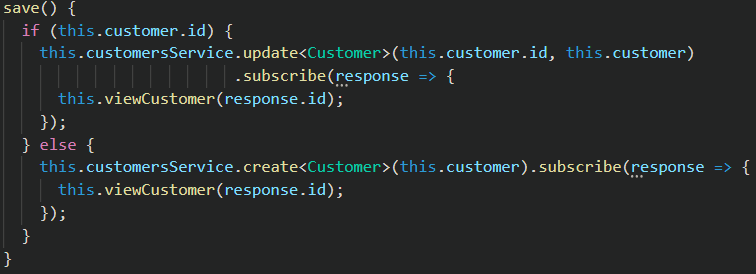 save() {
  if (this.customer.id) {
    this.customersService.update<Customer>(this.customer.id, this.customer)
                         .subscribe(response => {
      this.viewCustomer(response.id);
    });
  } else {
    this.customersService.create<Customer>(this.customer).subscribe(response => {
      this.viewCustomer(response.id);
    });
  }
}